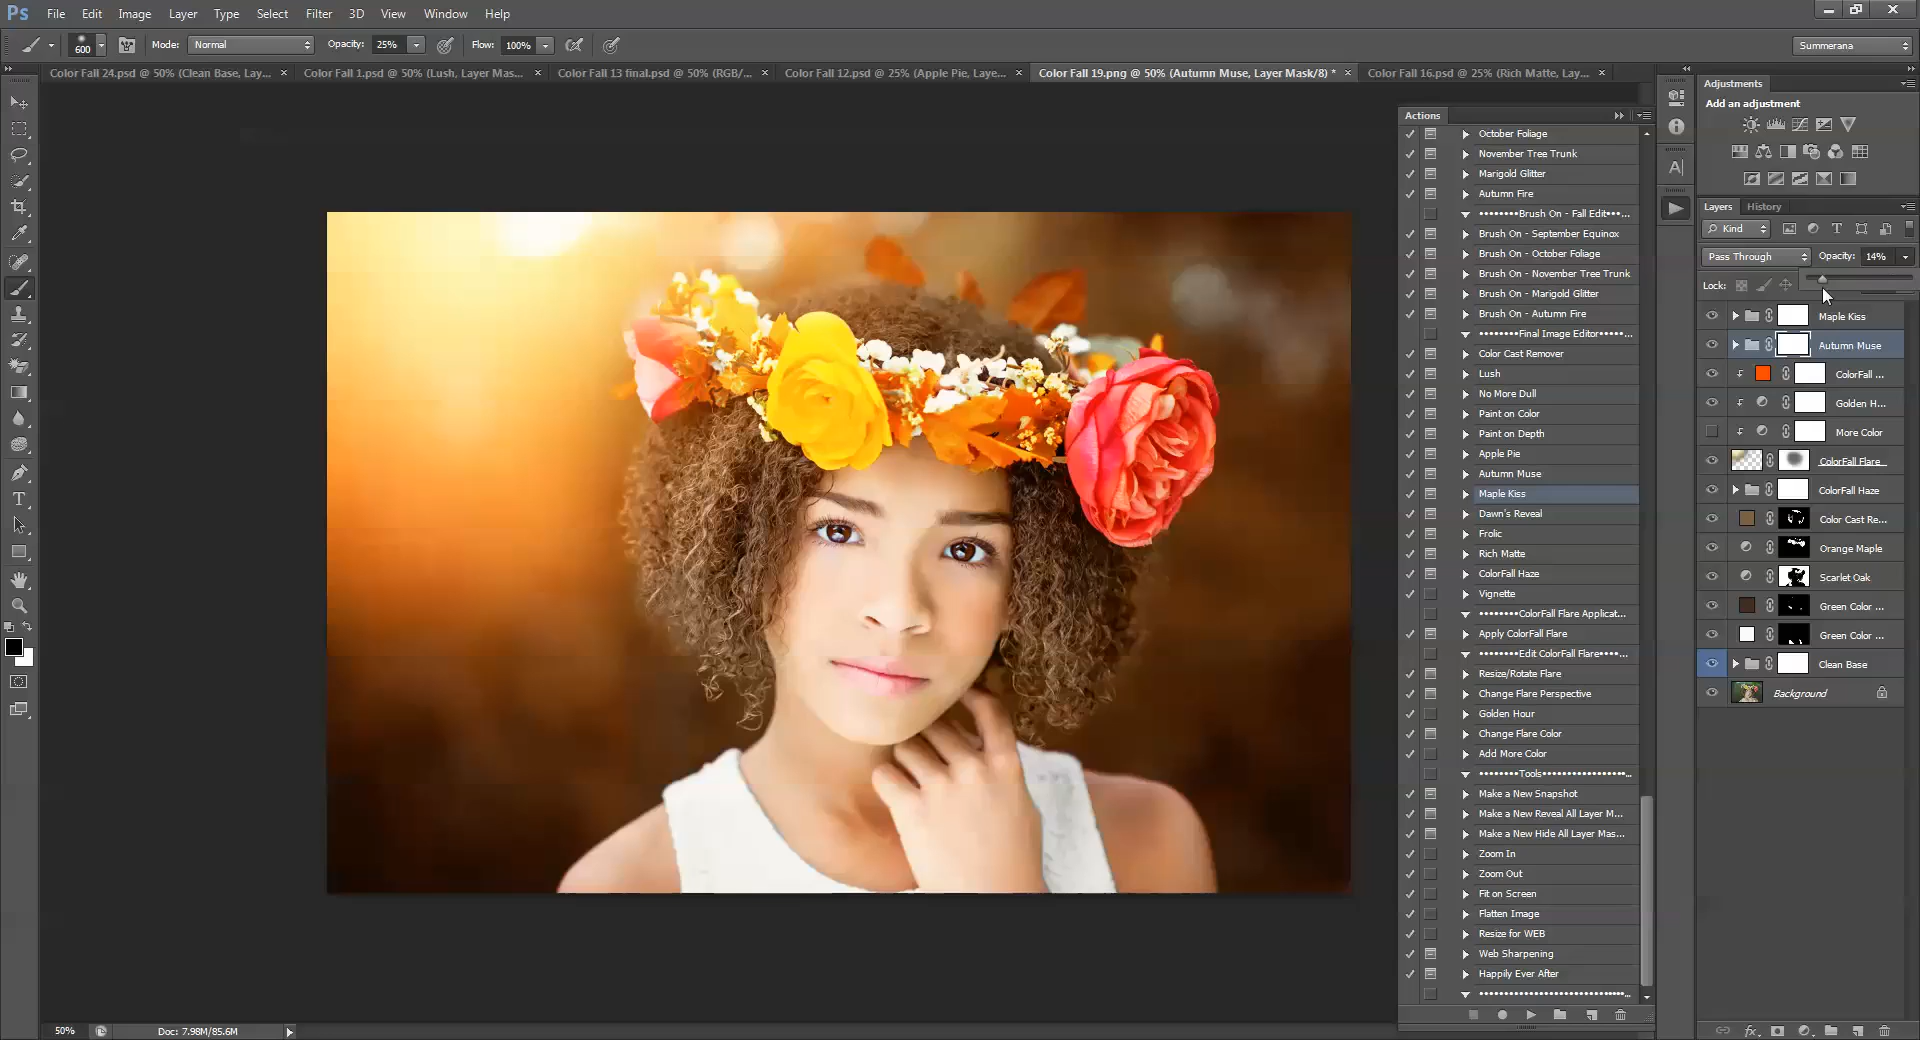 Ps File Edit Image Layer Type Select Filter 3D View Window Help
600 Mode: Normal Opacity: 25% Flow: 100% Summerana
Color Fall 24.psd @ 50% (Clean Base, Lay... × Color Fall 1.psd @ 50% (Lush, Layer Mas... × Color Fall 13 final.psd @ 50% (RGB/... × Color Fall 12.psd @ 25% (Apple Pie, Laye... × Color Fall 19.png @ 50% (Autumn Muse, Layer Mask/8) * × Color Fall 16.psd @ 25% (Rich Matte, Lay... ×
Actions
October Foliage
November Tree Trunk
Marigold Glitter
Autumn Fire
••••••••Brush On - Fall Edit•••...
Brush On - September Equinox
Brush On - October Foliage
Brush On - November Tree Trunk
Brush On - Marigold Glitter
Brush On - Autumn Fire
••••••••Final Image Editor•••••...
Color Cast Remover
Lush
No More Dull
Paint on Color
Paint on Depth
Apple Pie
Autumn Muse
Maple Kiss
Dawn's Reveal
Frolic
Rich Matte
ColorFall Haze
Vignette
••••••••ColorFall Flare Applicat...
Apply ColorFall Flare
••••••••Edit ColorFall Flare••••...
Resize/Rotate Flare
Change Flare Perspective
Golden Hour
Change Flare Color
Add More Color
••••••••Tools•••••••••••••••••...
Make a New Snapshot
Make a New Reveal All Layer M...
Make a New Hide All Layer Mas...
Zoom In
Zoom Out
Fit on Screen
Flatten Image
Resize for WEB
Web Sharpening
Happily Ever After
••••••••••••••••••••••••••••...
Adjustments
Add an adjustment
Layers History
Kind
Pass Through Opacity: 14%
Lock:
Maple Kiss
Autumn Muse
ColorFall ...
Golden H...
More Color
ColorFall Flare
ColorFall Haze
Color Cast Re...
Orange Maple
Scarlet Oak
Green Color ...
Green Color ...
Clean Base
Background
50% Doc: 7.98M/85.6M